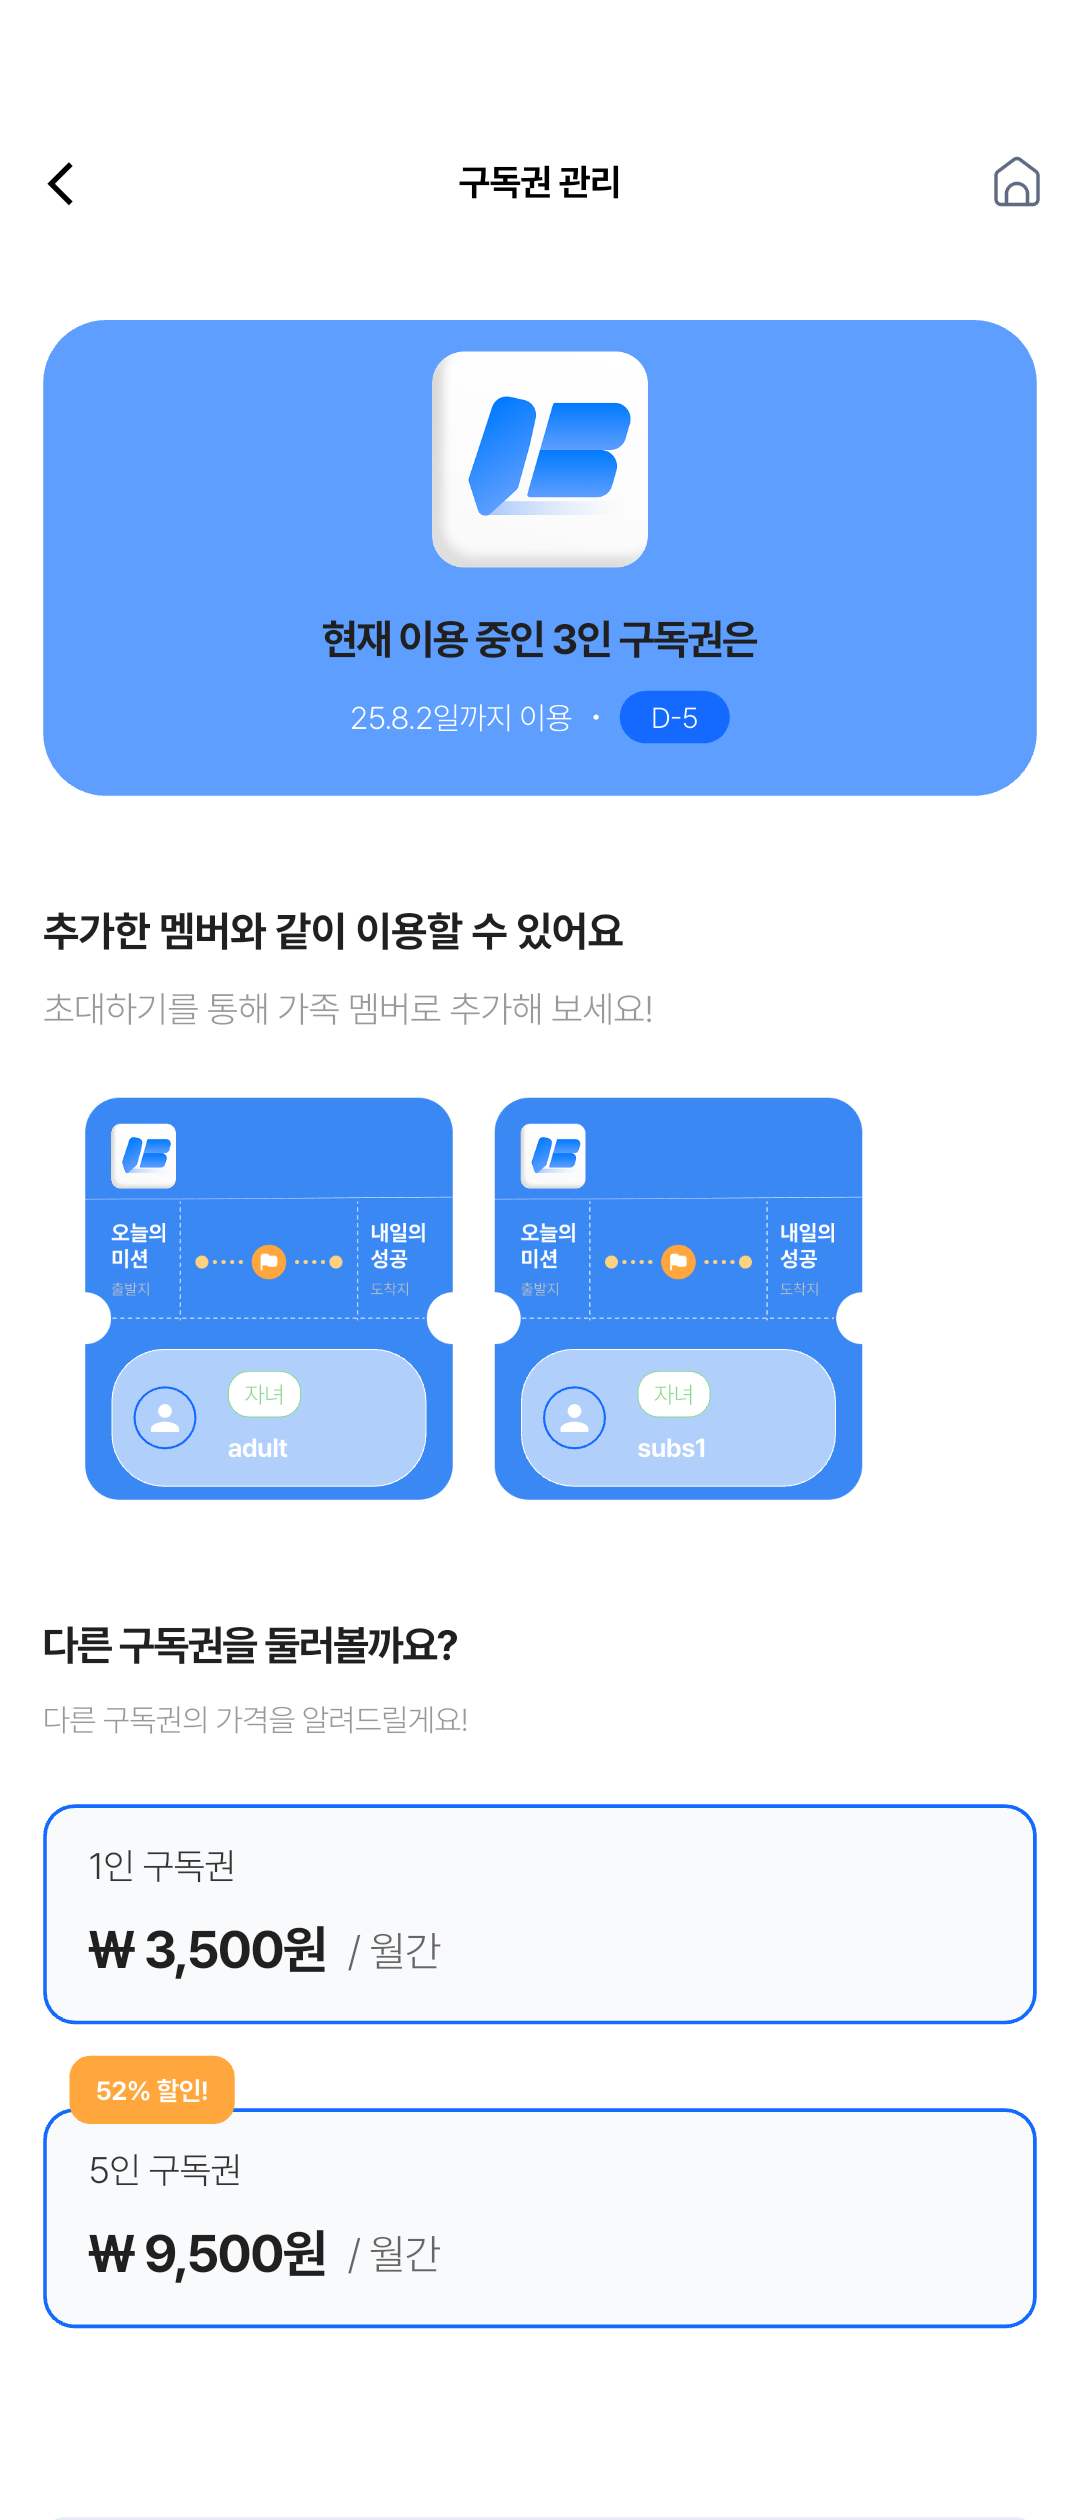 구독권 관리
현재 이용 중인 3인 구독권은
25.8.2일까지 이용 • D-5
추가한 멤버와 같이 이용할 수 있어요
초대하기를 통해 가족 멤버로 추가해 보세요!
오늘의
미션
출발지
내일의
성공
도착지
자녀
adult
오늘의
미션
출발지
내일의
성공
도착지
자녀
subs1
다른 구독권을 둘러볼까요?
다른 구독권의 가격을 알려드릴게요!
1인 구독권
₩ 3,500원 / 월간
52% 할인!
5인 구독권
₩ 9,500원 / 월간